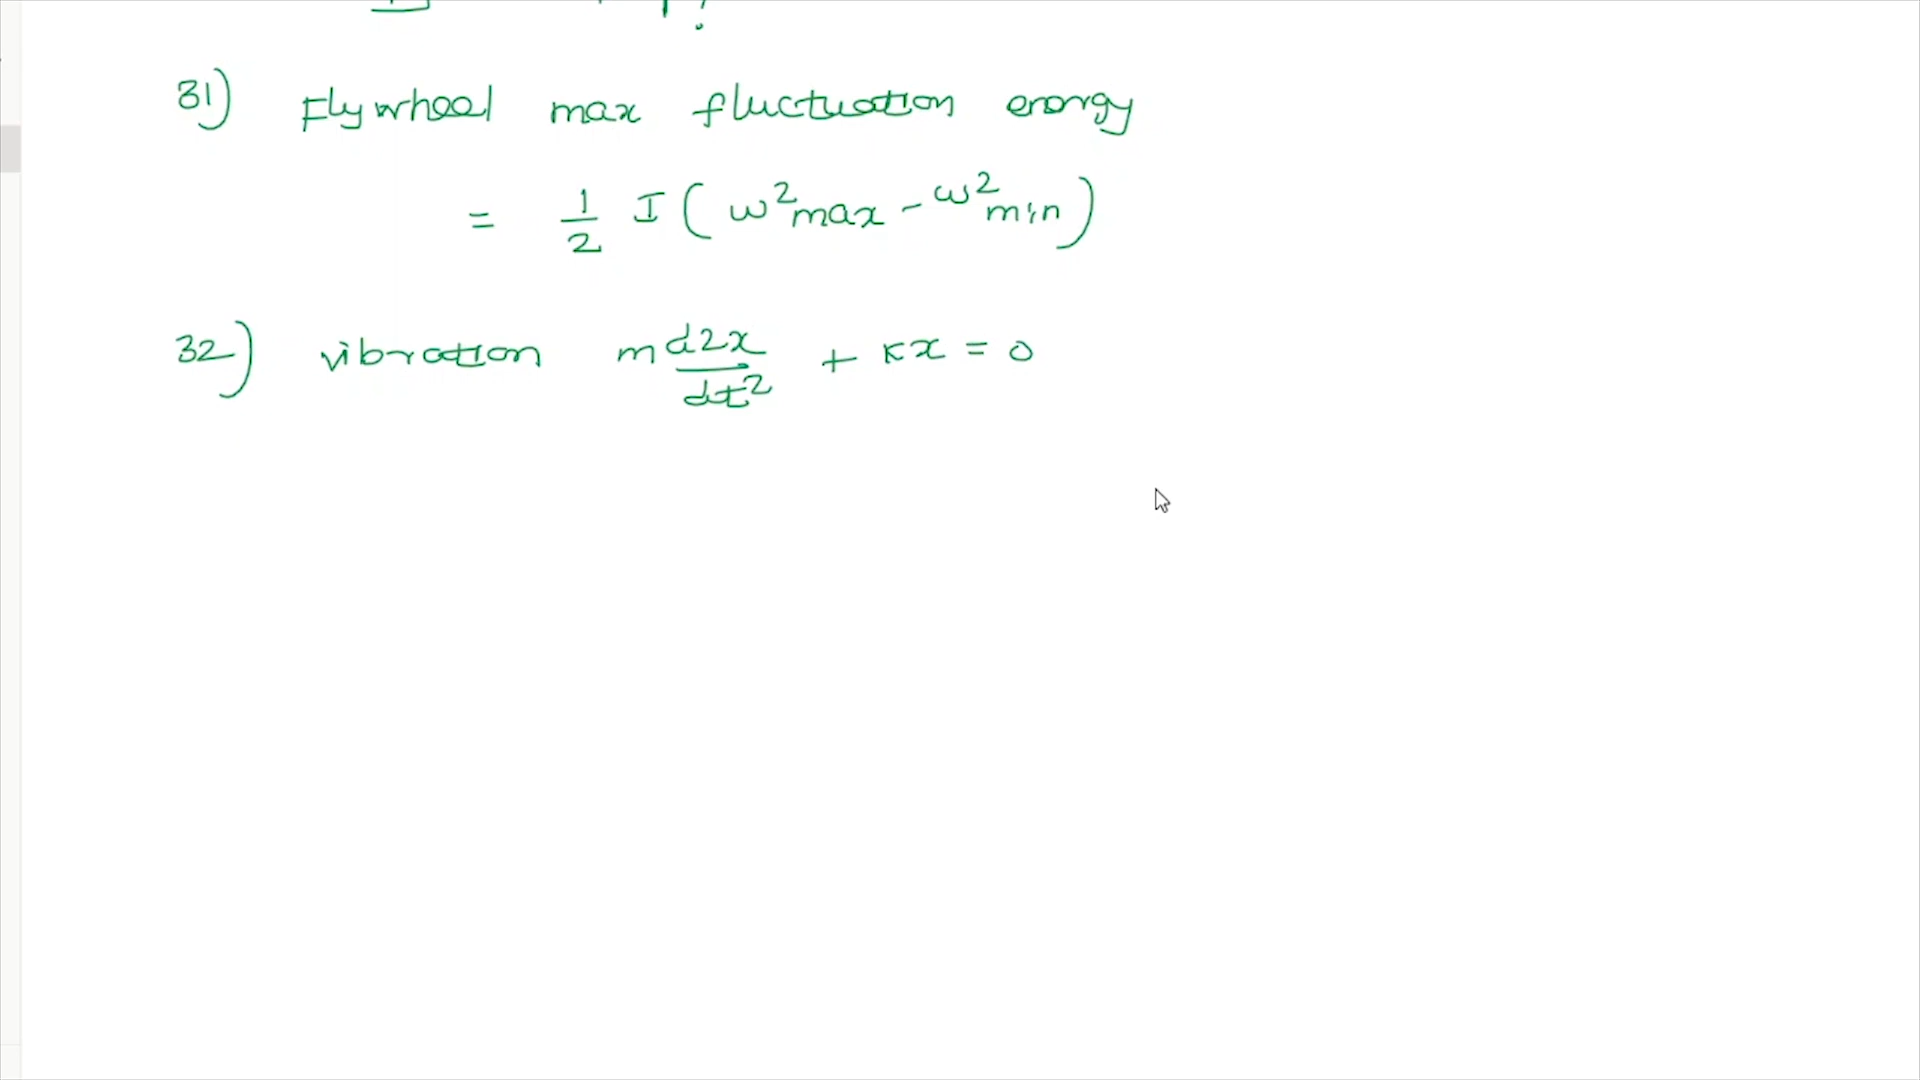 31) Flywheel max fluctuation energy
= 1/2 I (ω²max - ω²min)
32) vibration m d2x/dt² + kx = 0